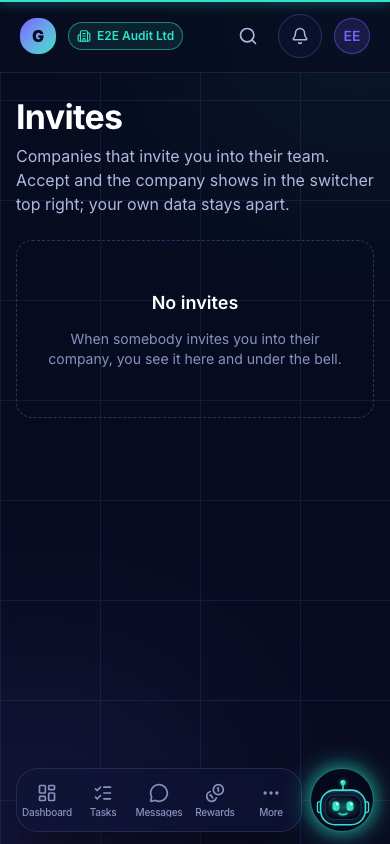 G
E2E Audit Ltd
EE
Invites
Companies that invite you into their team.
Accept and the company shows in the switcher
top right; your own data stays apart.
No invites
When somebody invites you into their
company, you see it here and under the bell.
Dashboard
Tasks
Messages
Rewards
More